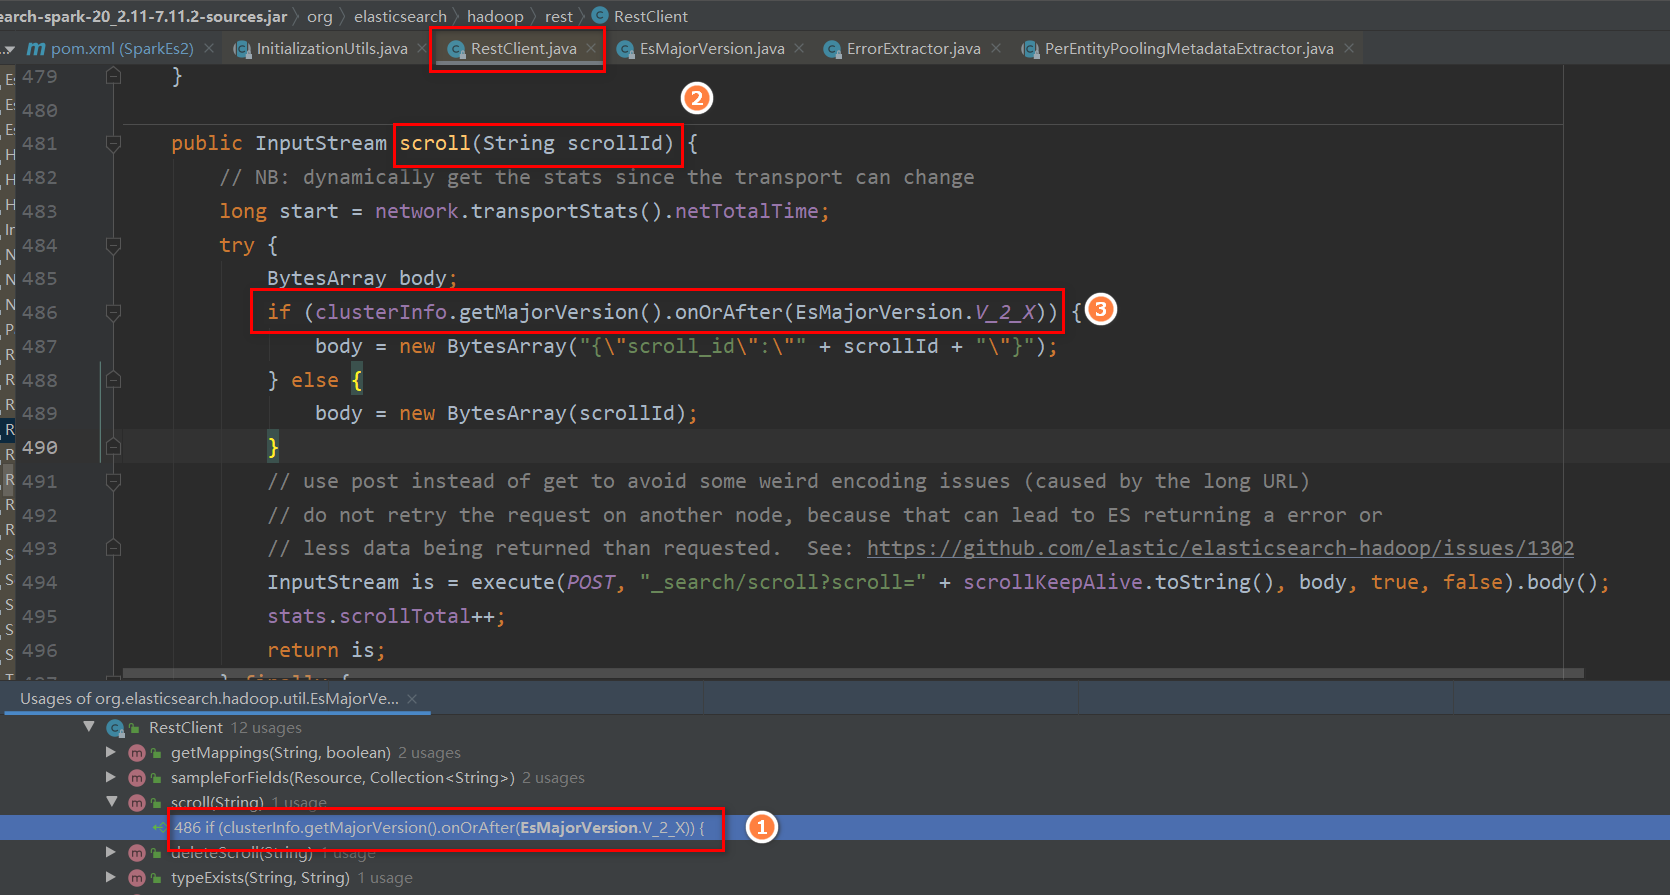 earch-spark-20_2.11-7.11.2-sources.jar org elasticsearch hadoop rest RestClient
pom.xml (SparkEs2) InitializationUtils.java RestClient.java EsMajorVersion.java ErrorExtractor.java PerEntityPoolingMetadataExtractor.java
479 }
480
2
481 public InputStream scroll(String scrollId) {
482 // NB: dynamically get the stats since the transport can change
483 long start = network.transportStats().netTotalTime;
484 try {
485 BytesArray body;
486 if (clusterInfo.getMajorVersion().onOrAfter(EsMajorVersion.V_2_X)) { 3
487 body = new BytesArray("{\"scroll_id\":\"" + scrollId + "\"}");
488 } else {
489 body = new BytesArray(scrollId);
490 }
491 // use post instead of get to avoid some weird encoding issues (caused by the long URL)
492 // do not retry the request on another node, because that can lead to ES returning a error or
493 // less data being returned than requested. See: https://github.com/elastic/elasticsearch-hadoop/issues/1302
494 InputStream is = execute(POST, "_search/scroll?scroll=" + scrollKeepAlive.toString(), body, true, false).body();
495 stats.scrollTotal++;
496 return is;
497 } finally {
Usages of org.elasticsearch.hadoop.util.EsMajorVe...
RestClient 12 usages
getMappings(String, boolean) 2 usages
sampleForFields(Resource, Collection<String>) 2 usages
scroll(String) 1 usage
486 if (clusterInfo.getMajorVersion().onOrAfter(EsMajorVersion.V_2_X)) { 1
deleteScroll(String) 1 usage
typeExists(String, String) 1 usage